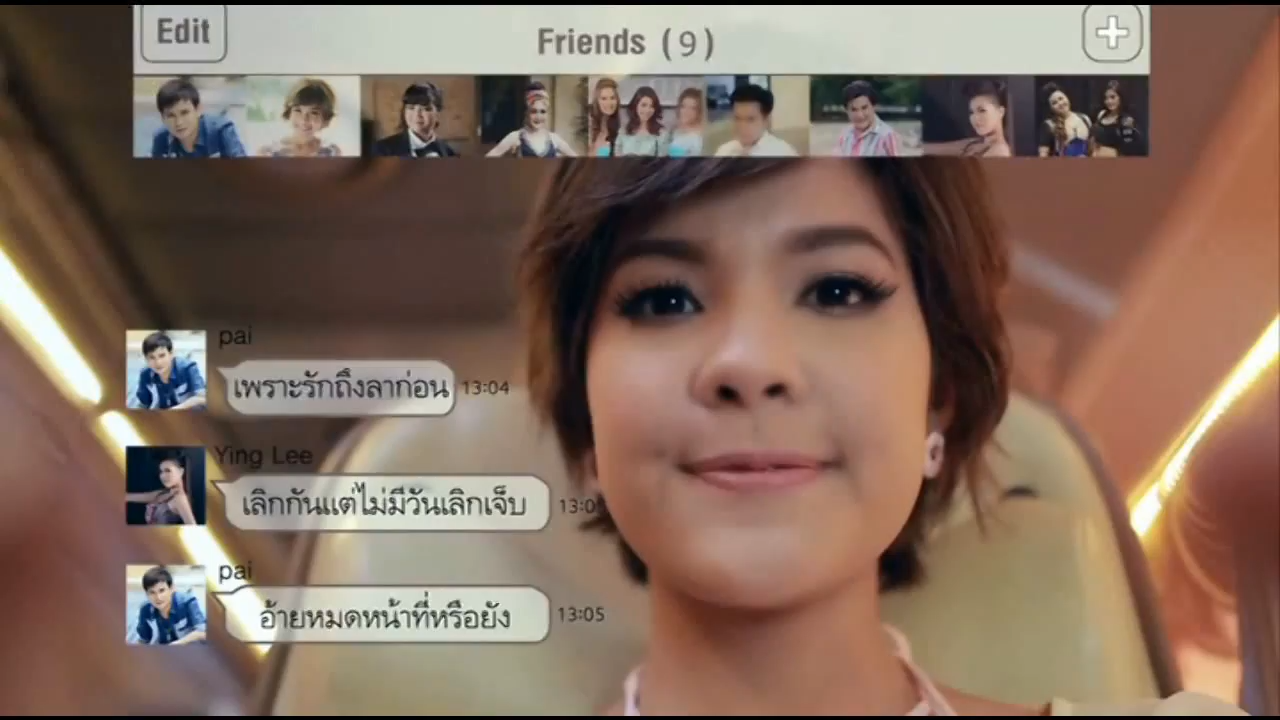 Edit
Friends (9)
pai
เพราะรักถึงลาก่อน 13:04
Ying Lee
เลิกกันแต่ไม่มีวันเลิกเจ็บ
pai
อ้ายหมดหน้าที่หรือยัง 13:05